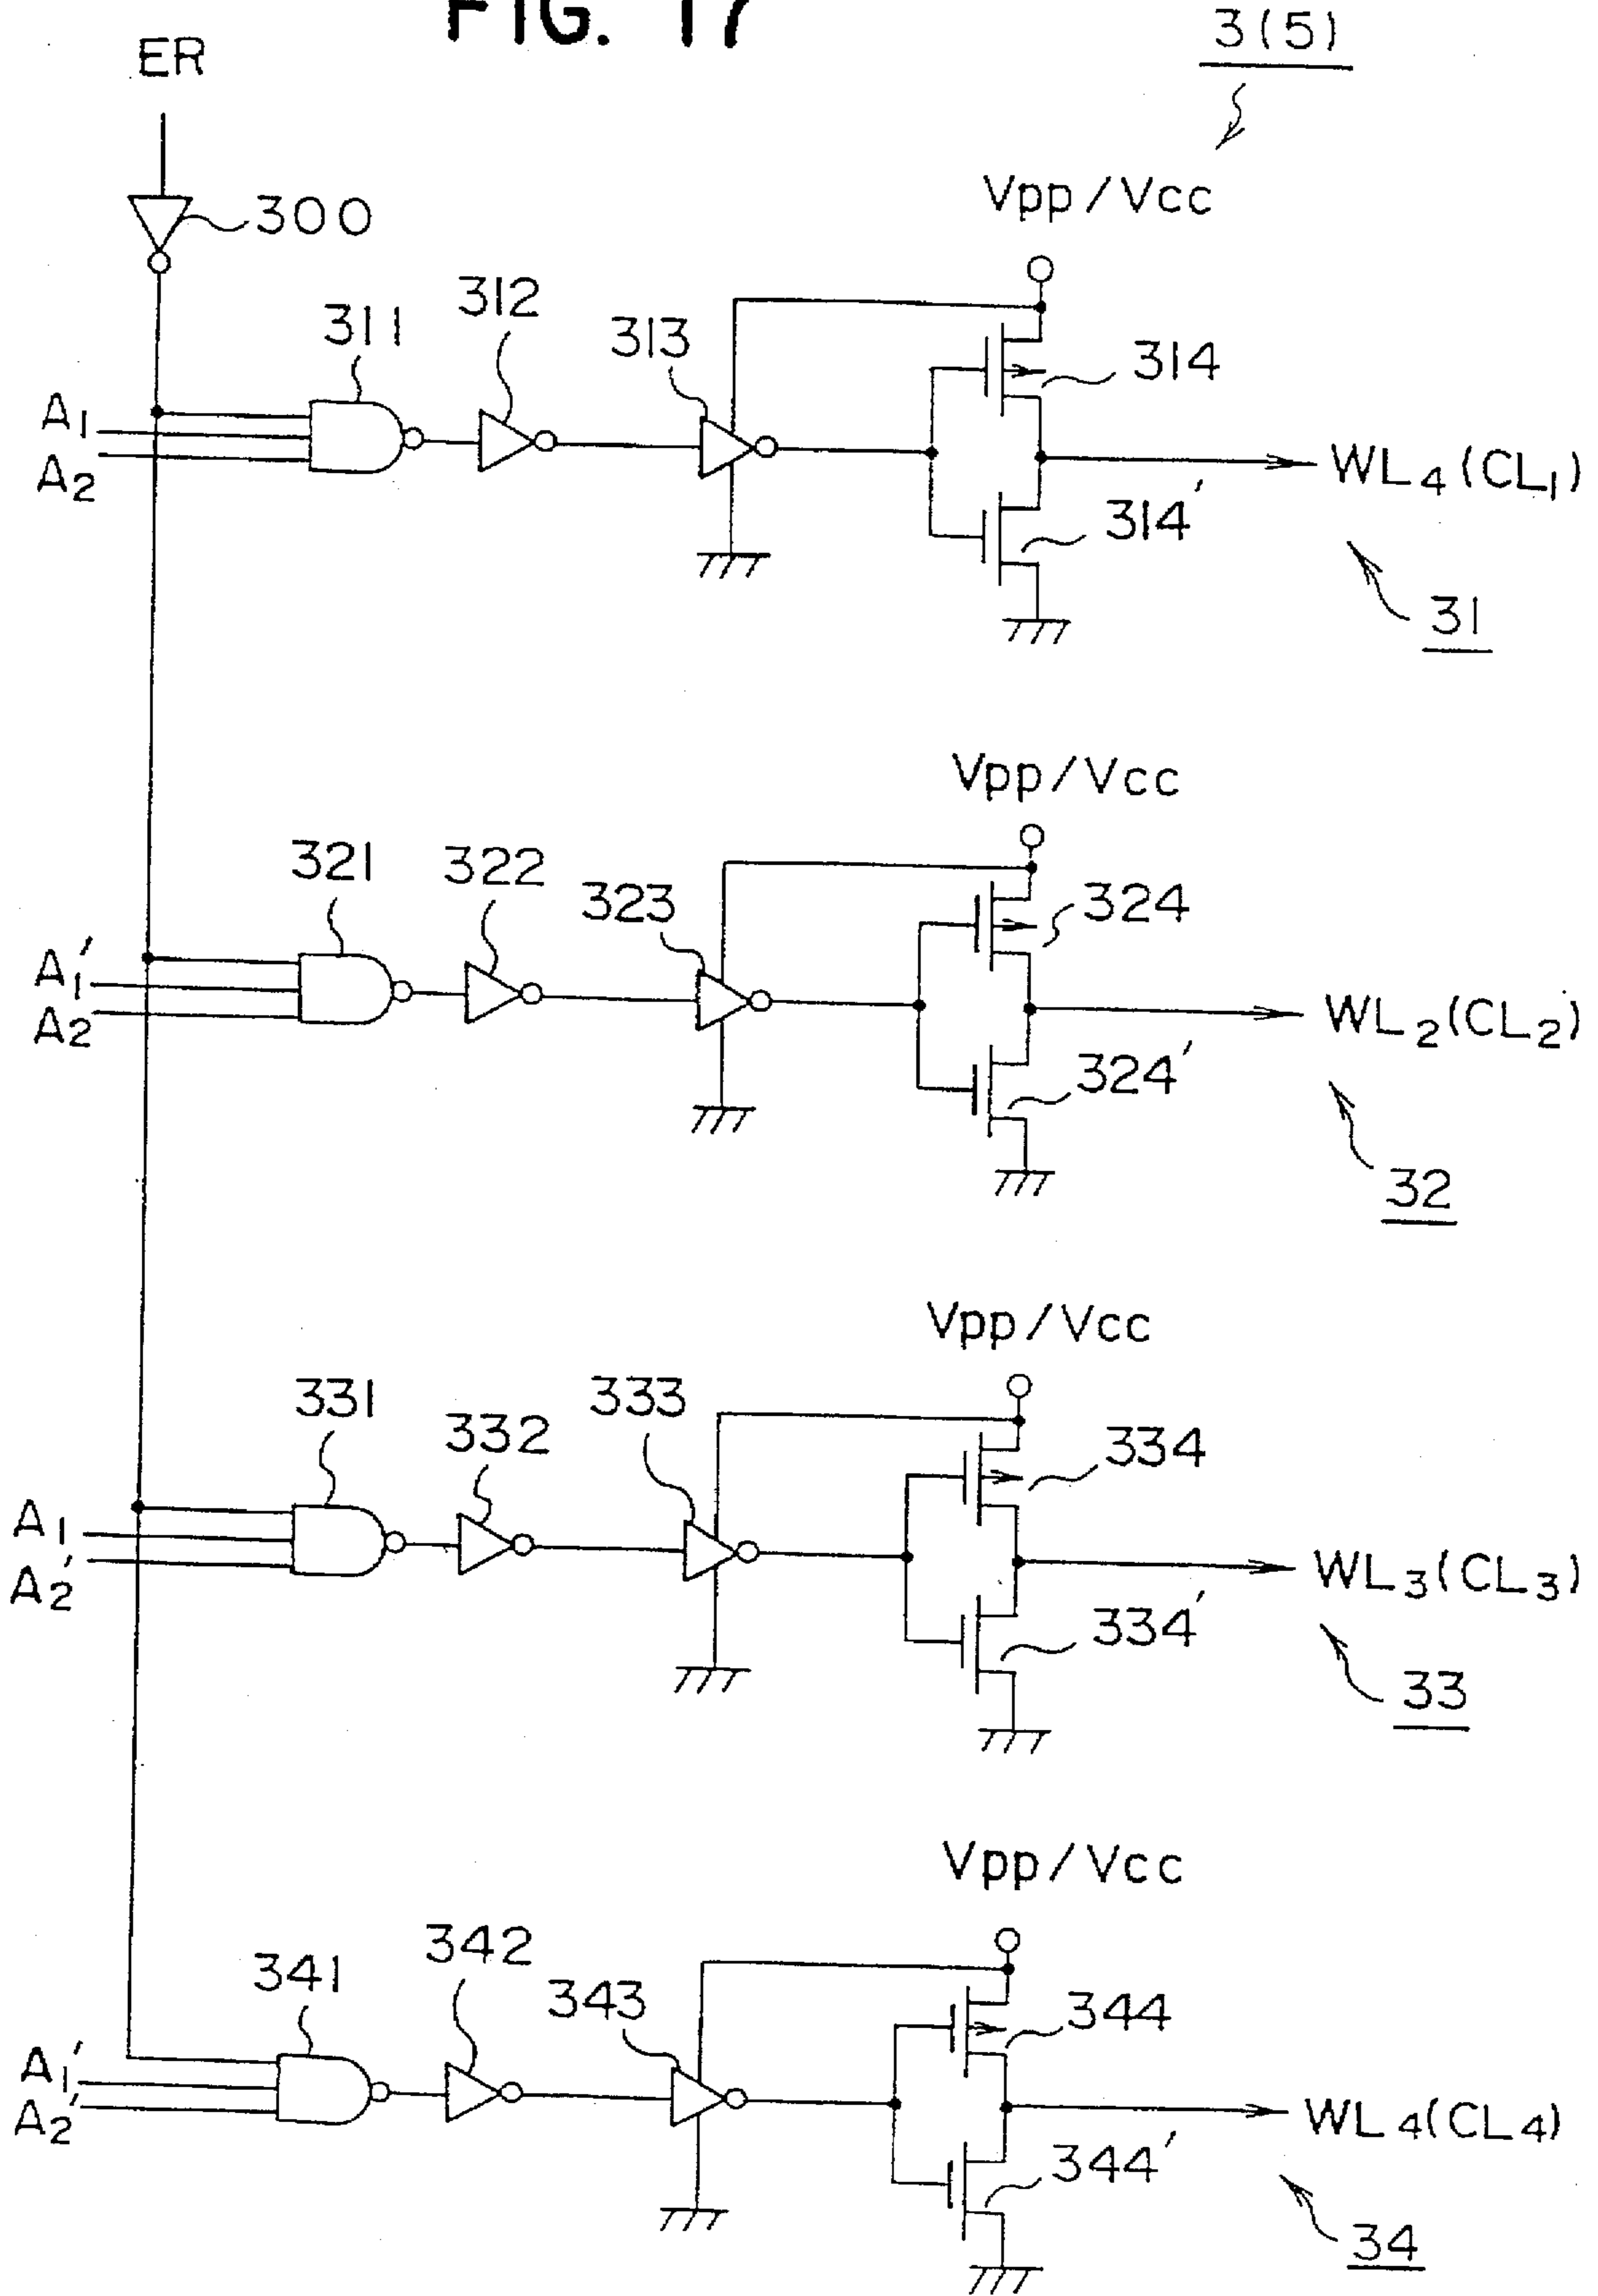 FIG. 17
3(5)
ER
300
Vpp/Vcc
311
312
313
314
A1
A2
WL4(CL1)
314'
31
Vpp/Vcc
321
322
323
324
A1'
A2
WL2(CL2)
324'
32
Vpp/Vcc
331
332
333
334
A1
A2'
WL3(CL3)
334'
33
Vpp/Vcc
341
342
343
344
A1'
A2'
WL4(CL4)
344'
34